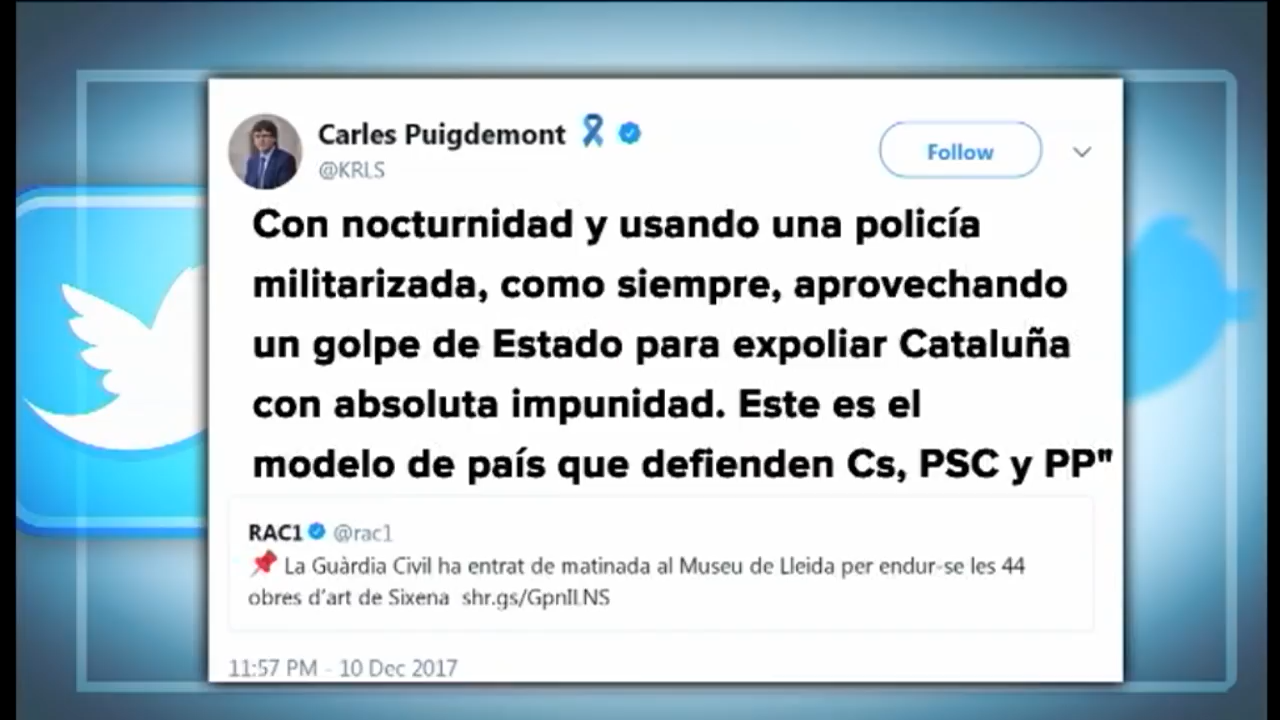 Carles Puigdemont
@KRLS
Follow
Con nocturnidad y usando una policía
militarizada, como siempre, aprovechando
un golpe de Estado para expoliar Cataluña
con absoluta impunidad. Este es el
modelo de país que defienden Cs, PSC y PP"
RAC1 @rac1
📌 La Guàrdia Civil ha entrat de matinada al Museu de Lleida per endur-se les 44
obres d'art de Sixena shr.gs/GpnILNS
11:57 PM - 10 Dec 2017